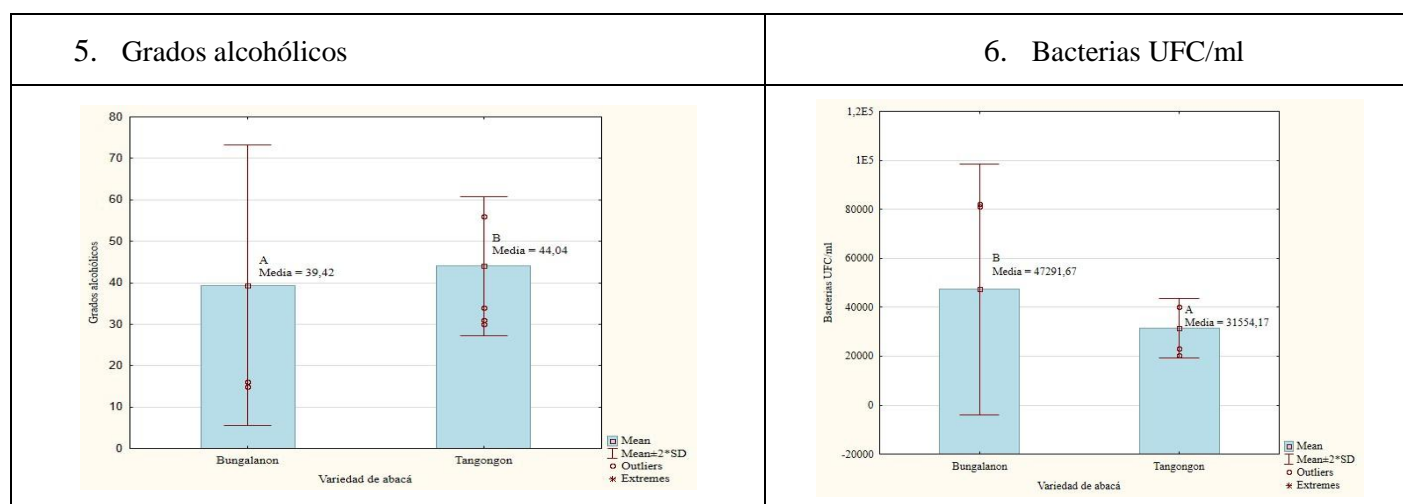 5. Grados alcohólicos
6. Bacterias UFC/ml
80
70
60
50
40
30
20
10
0
Grados alcohólicos
A
Media = 39,42
B
Media = 44,04
Bungalanon
Tangongon
Variedad de abacá
Mean
Mean±2*SD
Outliers
Extremes
1,2E5
1E5
80000
60000
40000
20000
0
-20000
Bacterias UFC/ml
B
Media = 47291,67
A
Media = 31554,17
Bungalanon
Tangongon
Variedad de abacá
Mean
Mean±2*SD
Outliers
Extremes